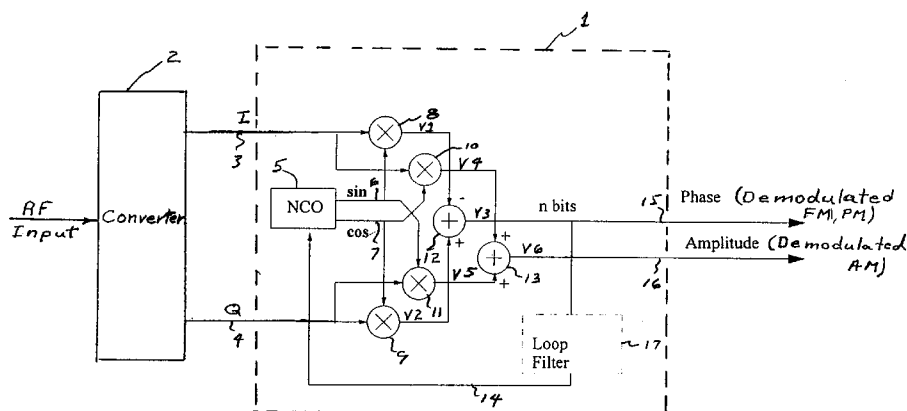 1
2
RF
Input
Converter
I
3
Q
4
5
NCO
sin
6
cos
7
8
V1
10
V4
-
+
V3
12
n bits
15
Phase (Demodulated
FM, PM)
Amplitude (Demodulated
AM)
16
+
V6
+
13
+
V5
11
V2
9
Loop
Filter
17
14